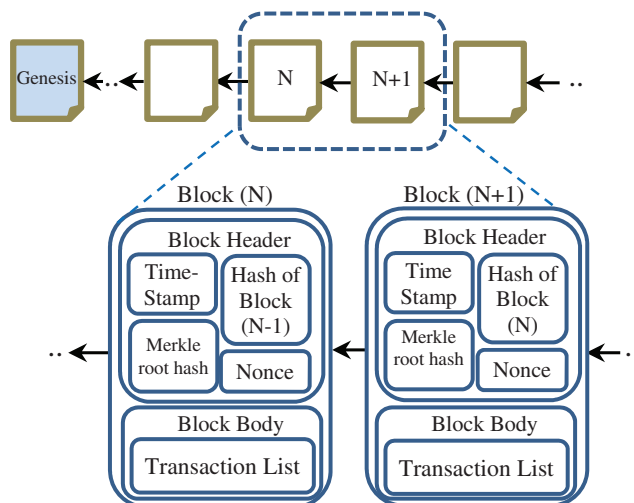 Genesis
..
N
N+1
..
Block (N)
Block Header
Time-
Stamp
Hash of
Block
(N-1)
Merkle
root hash
Nonce
Block Body
Transaction List
Block (N+1)
Block Header
Time
Stamp
Hash of
Block
(N)
Merkle
root hash
Nonce
Block Body
Transaction List
..
..